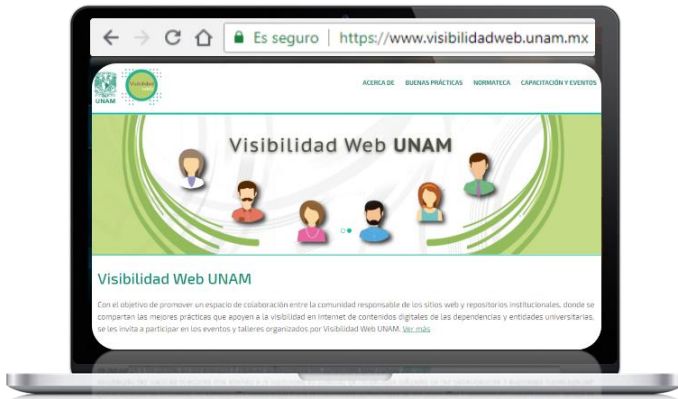 Es seguro | https://www.visibilidadweb.unam.mx
UNAM
Visibilidad
ACERCA DE BUENAS PRÁCTICAS NORMATECA CAPACITACIÓN Y EVENTOS
Visibilidad Web UNAM
Visibilidad Web UNAM
Con el objetivo de promover un espacio de colaboración entre la comunidad responsable de los sitios web y repositorios institucionales, donde se
compartan las mejores prácticas que apoyen a la visibilidad en Internet de contenidos digitales de las dependencias y entidades universitarias,
se les invita a participar en los eventos y talleres organizados por Visibilidad Web UNAM. Ver más